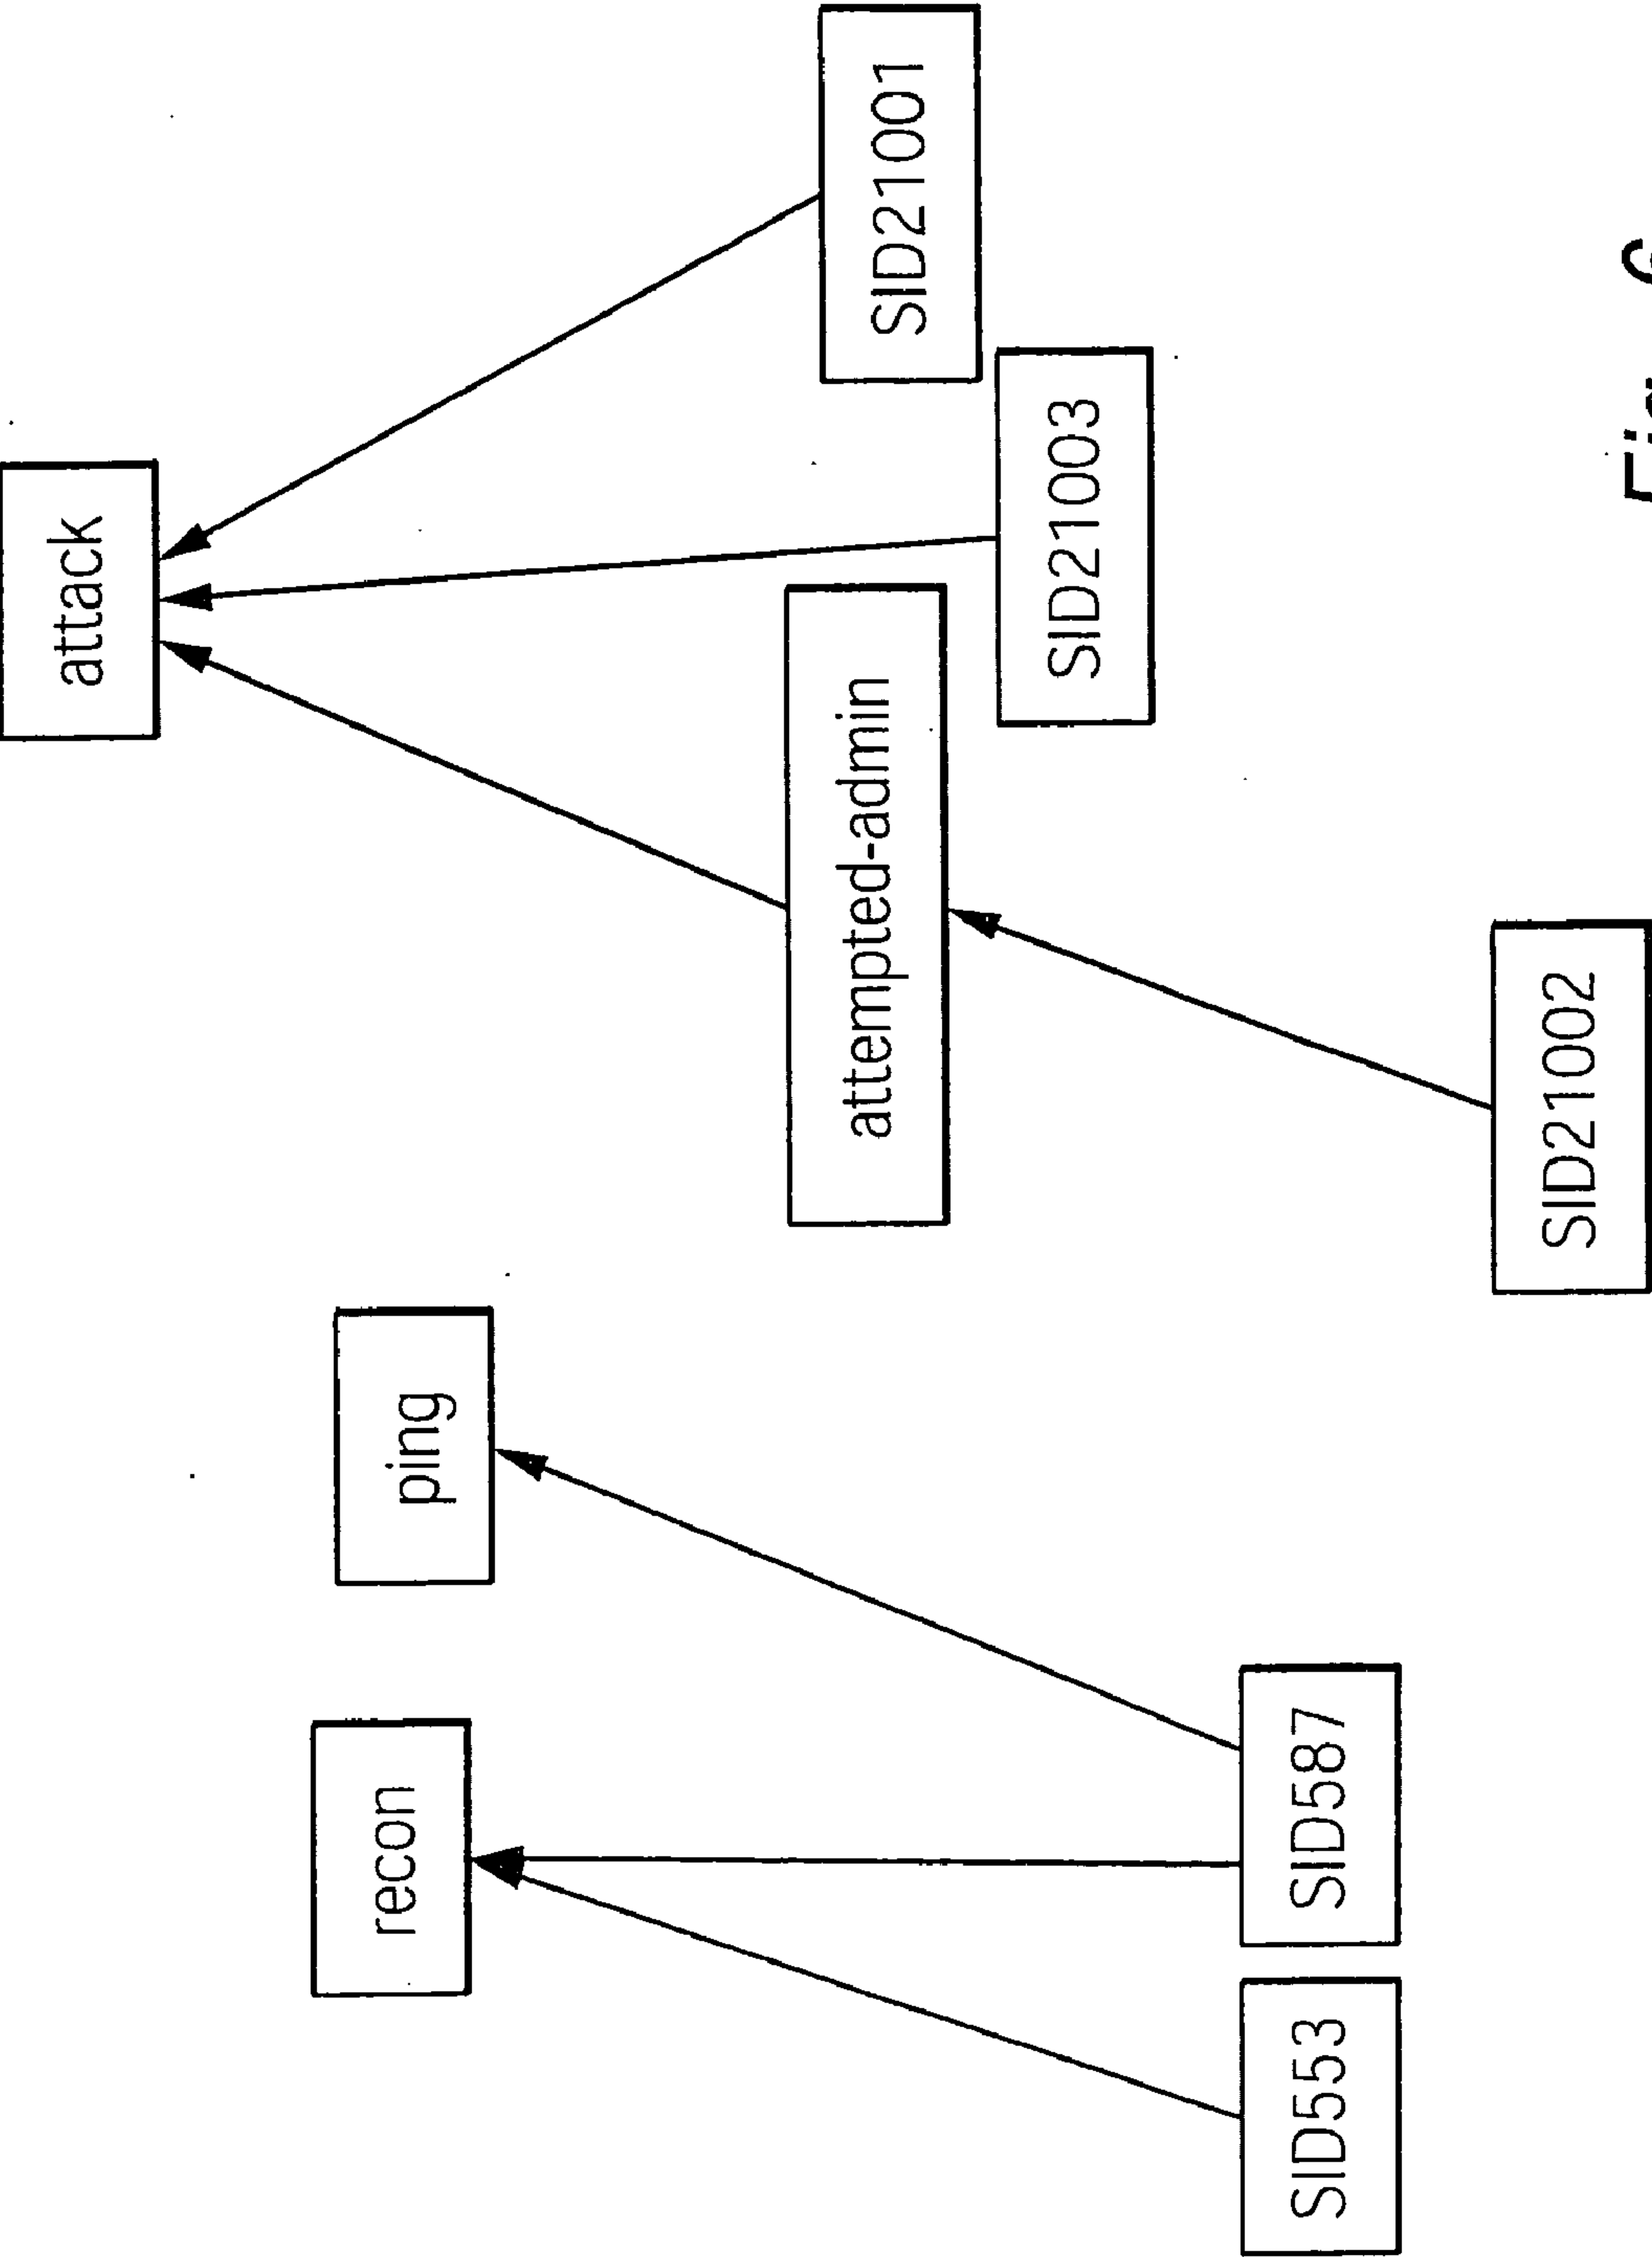 attack
recon
ping
attempted-admin
SID21001
SID21003
SID553
SID587
SID21002